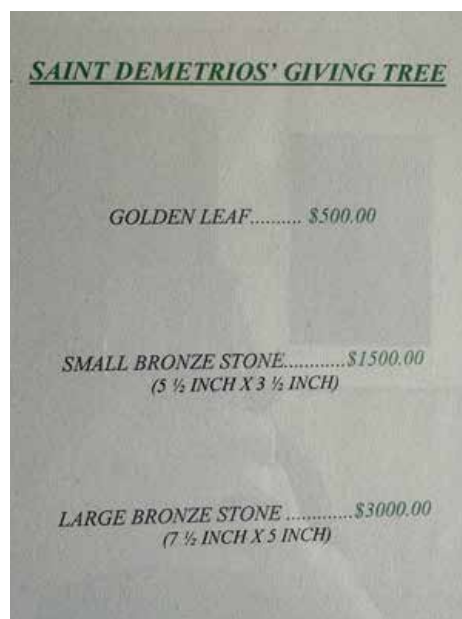 SAINT DEMETRIOS' GIVING TREE
GOLDEN LEAF.......... $500.00
SMALL BRONZE STONE............$1500.00
(5 ½ INCH X 3 ½ INCH)
LARGE BRONZE STONE .............$3000.00
(7 ½ INCH X 5 INCH)